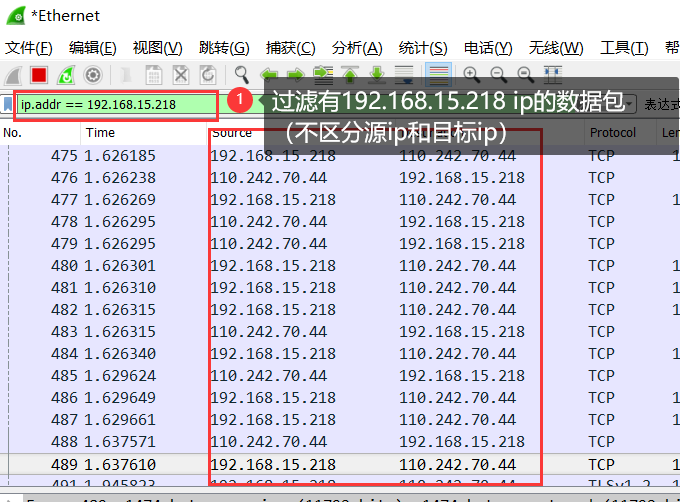 *Ethernet
文件(F) 编辑(E) 视图(V) 跳转(G) 捕获(C) 分析(A) 统计(S) 电话(Y) 无线(W) 工具(T) 帮
ip.addr == 192.168.15.218
1
过滤有192.168.15.218 ip的数据包
(不区分源ip和目标ip)
表达式
No. Time Source Protocol Len
475 1.626185 192.168.15.218 110.242.70.44 TCP 1
476 1.626238 110.242.70.44 192.168.15.218 TCP
477 1.626269 192.168.15.218 110.242.70.44 TCP 1
478 1.626295 110.242.70.44 192.168.15.218 TCP
479 1.626295 110.242.70.44 192.168.15.218 TCP
480 1.626301 192.168.15.218 110.242.70.44 TCP 1
481 1.626310 192.168.15.218 110.242.70.44 TCP 1
482 1.626315 192.168.15.218 110.242.70.44 TCP 1
483 1.626315 110.242.70.44 192.168.15.218 TCP
484 1.626340 192.168.15.218 110.242.70.44 TCP 1
485 1.629624 110.242.70.44 192.168.15.218 TCP
486 1.629649 192.168.15.218 110.242.70.44 TCP 1
487 1.629661 192.168.15.218 110.242.70.44 TCP 1
488 1.637571 110.242.70.44 192.168.15.218 TCP
489 1.637610 192.168.15.218 110.242.70.44 TCP 1
491 1.945823 192.168.15.218 110.242.70.44 TLSv1.2 1